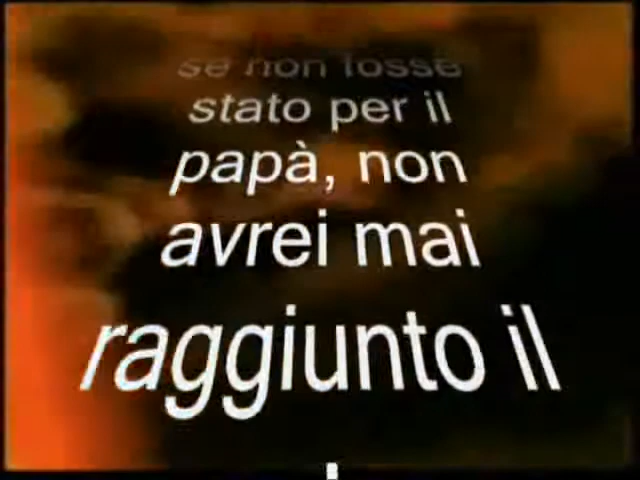 se non fosse
stato per il
papà, non
avrei mai
raggiunto il